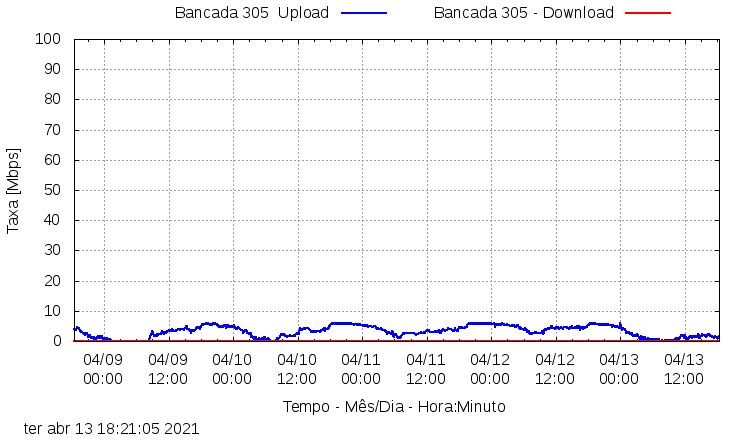 Bancada 305  Upload
Bancada 305 - Download
100
90
80
70
60
50
40
30
20
10
0
Taxa [Mbps]
04/09 04/09 04/10 04/10 04/11 04/11 04/12 04/12 04/13 04/13
00:00 12:00 00:00 12:00 00:00 12:00 00:00 12:00 00:00 12:00
Tempo - Mês/Dia - Hora:Minuto
ter abr 13 18:21:05 2021